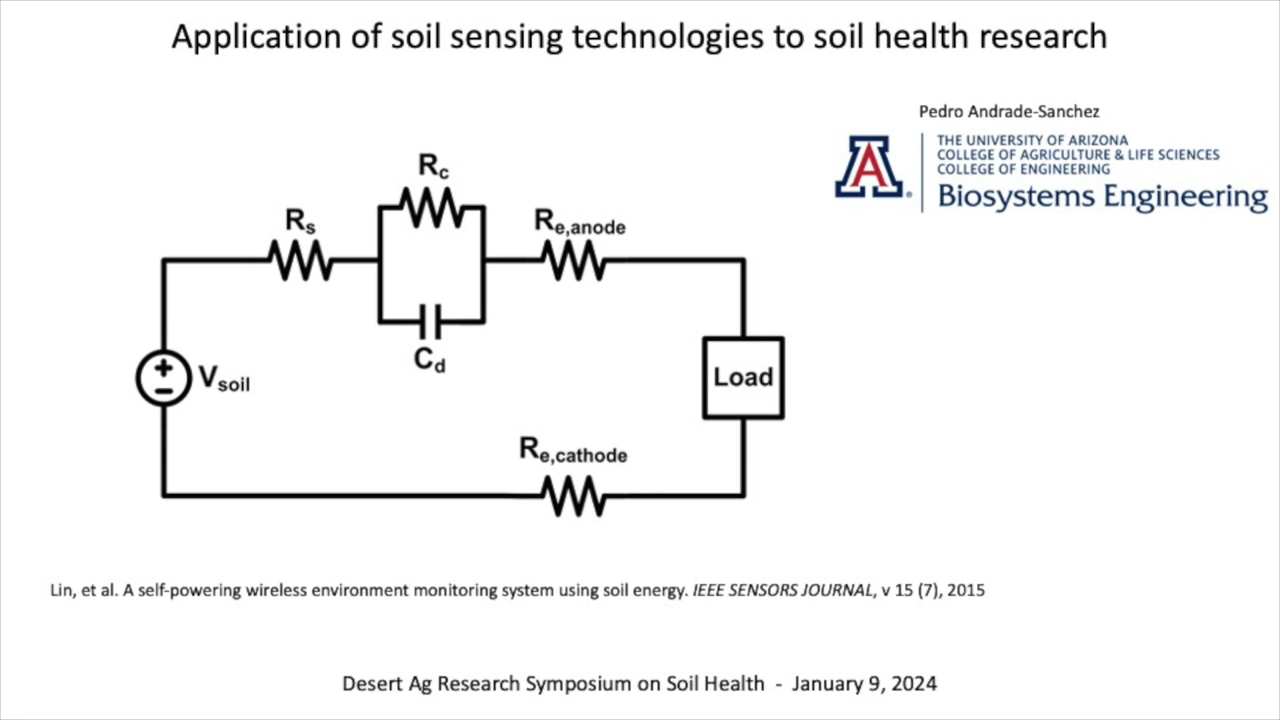 Application of soil sensing technologies to soil health research
Pedro Andrade-Sanchez
A
THE UNIVERSITY OF ARIZONA
COLLEGE OF AGRICULTURE & LIFE SCIENCES
COLLEGE OF ENGINEERING
Biosystems Engineering
Rc
Rs
Re,anode
Cd
Vsoil
Load
Re,cathode
Lin, et al. A self-powering wireless environment monitoring system using soil energy. IEEE SENSORS JOURNAL, v 15 (7), 2015
Desert Ag Research Symposium on Soil Health - January 9, 2024